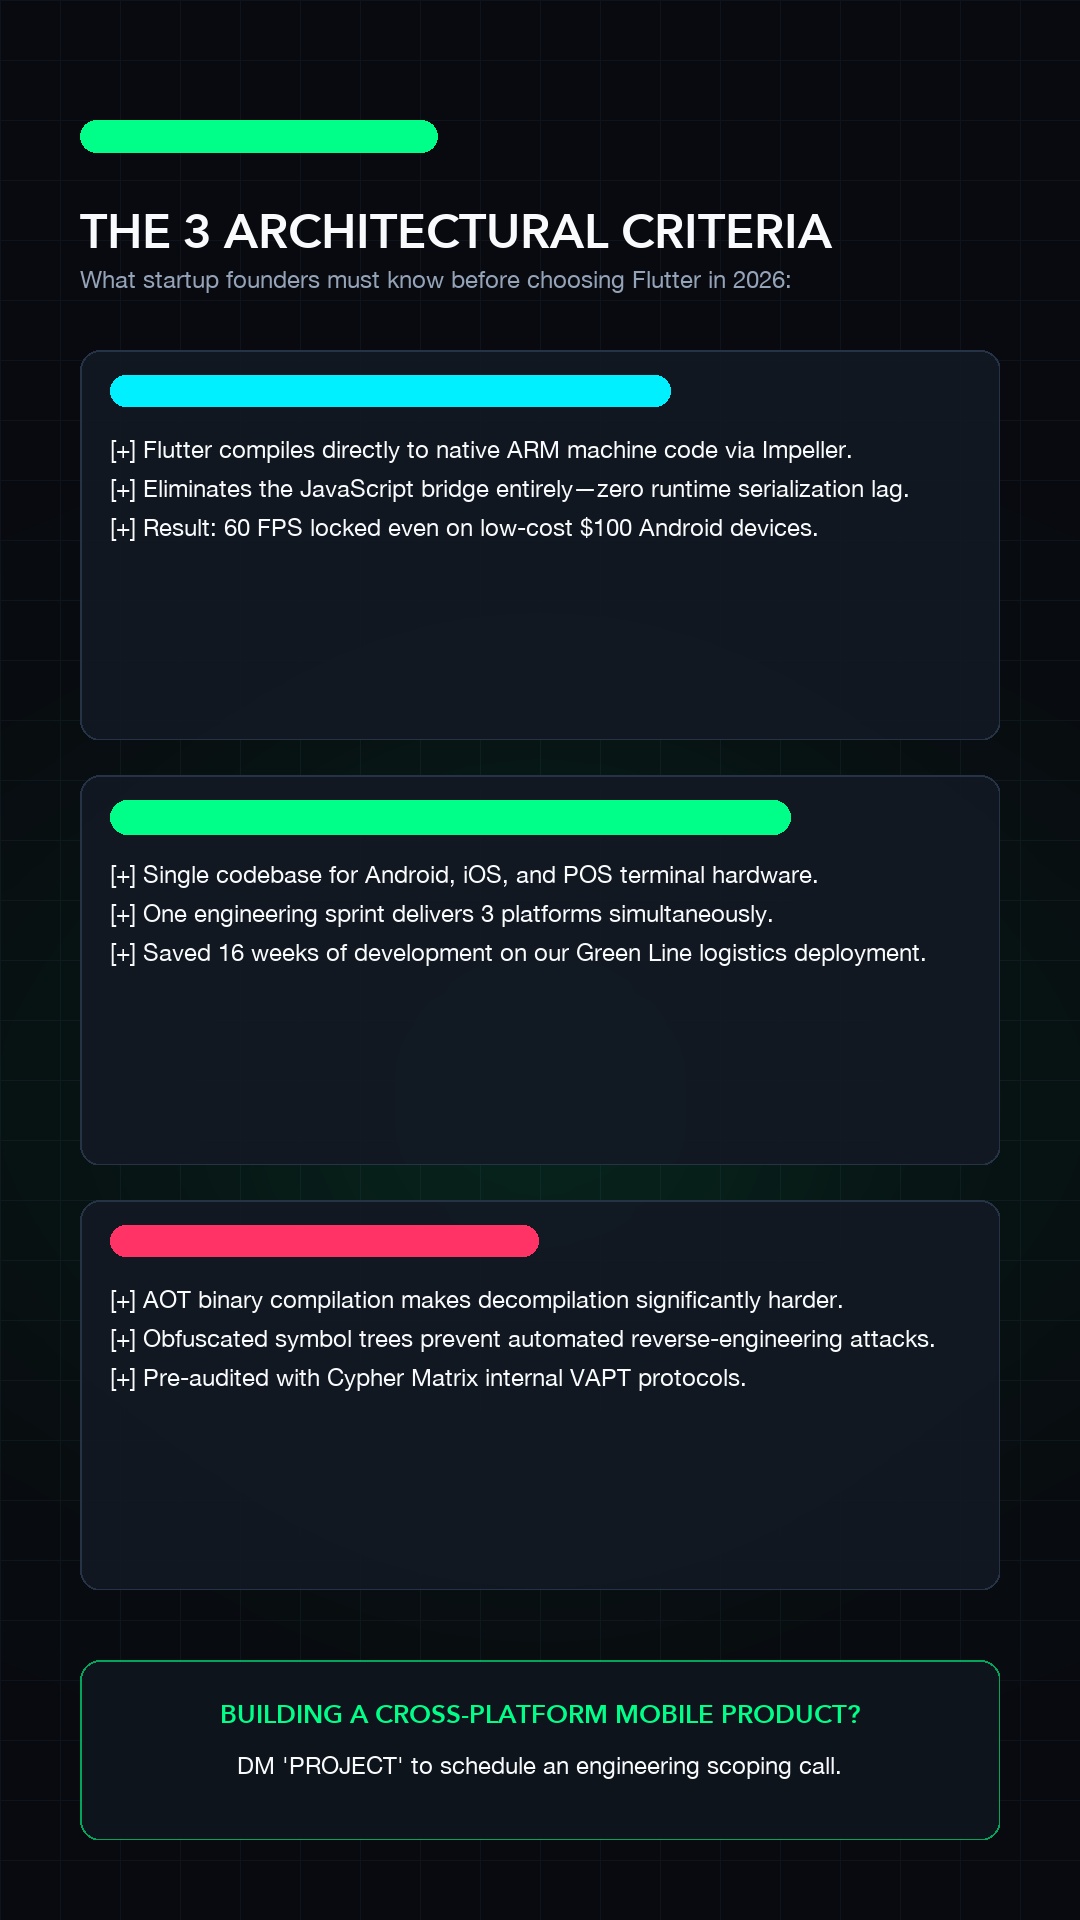 THE 3 ARCHITECTURAL CRITERIA
What startup founders must know before choosing Flutter in 2026:
[+] Flutter compiles directly to native ARM machine code via Impeller.
[+] Eliminates the JavaScript bridge entirely—zero runtime serialization lag.
[+] Result: 60 FPS locked even on low-cost $100 Android devices.
[+] Single codebase for Android, iOS, and POS terminal hardware.
[+] One engineering sprint delivers 3 platforms simultaneously.
[+] Saved 16 weeks of development on our Green Line logistics deployment.
[+] AOT binary compilation makes decompilation significantly harder.
[+] Obfuscated symbol trees prevent automated reverse-engineering attacks.
[+] Pre-audited with Cypher Matrix internal VAPT protocols.
BUILDING A CROSS-PLATFORM MOBILE PRODUCT?
DM 'PROJECT' to schedule an engineering scoping call.